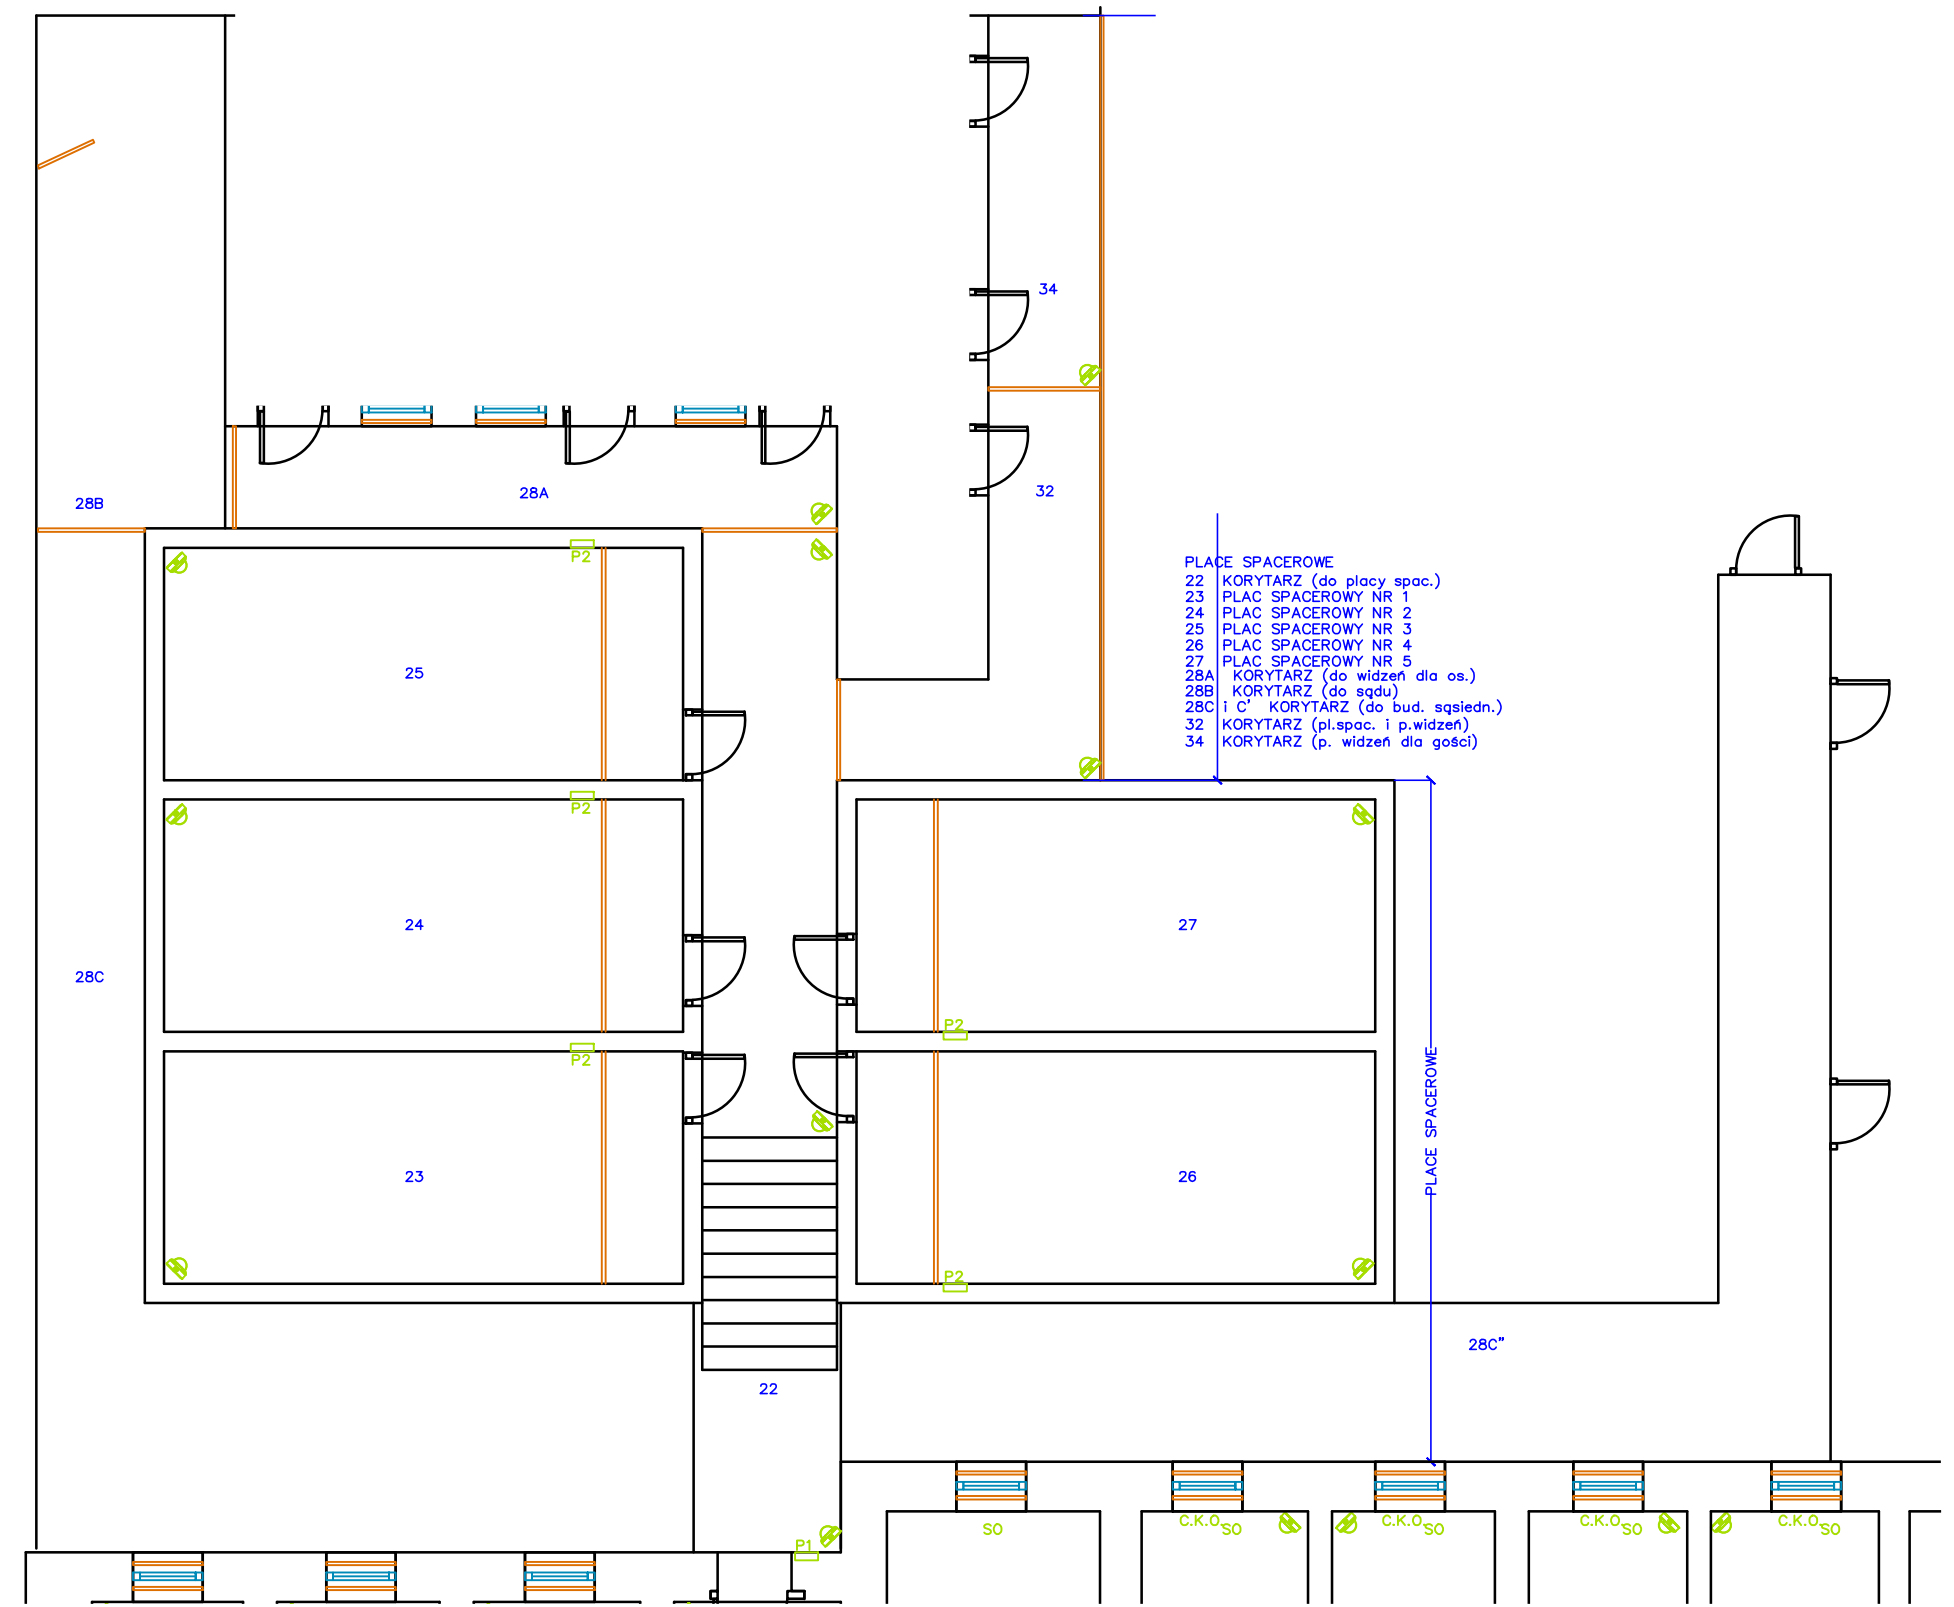 34
28B
28A
32
P2
PLACE SPACEROWE
22 KORYTARZ (do placy spac.)
23 PLAC SPACEROWY NR 1
24 PLAC SPACEROWY NR 2
25 PLAC SPACEROWY NR 3
26 PLAC SPACEROWY NR 4
27 PLAC SPACEROWY NR 5
28A KORYTARZ (do widzeń dla os.)
28B KORYTARZ (do sądu)
28C i C' KORYTARZ (do bud. sąsiedn.)
32 KORYTARZ (pl.spac. i p.widzeń)
34 KORYTARZ (p. widzeń dla gości)
25
P2
24
27
28C
P2
P2
PLACE SPACEROWE
23
26
P2
28C"
22
SO
C.K.O.
SO
C.K.O.
SO
C.K.O.
SO
C.K.O.
SO
P1